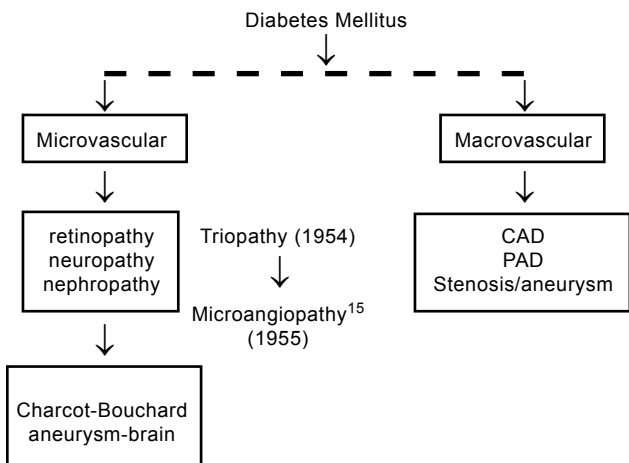 Diabetes Mellitus
Microvascular
Macrovascular
retinopathy
neuropathy
nephropathy
Triopathy (1954)
Microangiopathy¹⁵
(1955)
CAD
PAD
Stenosis/aneurysm
Charcot-Bouchard
aneurysm-brain